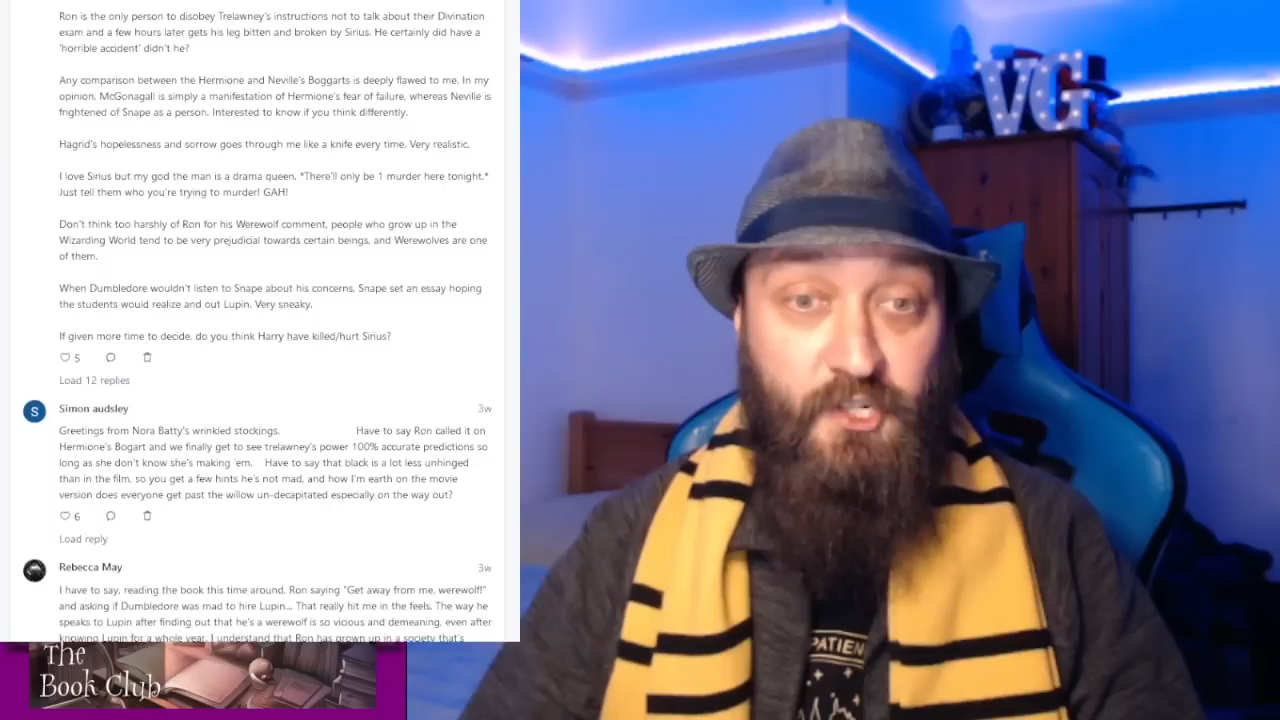 Ron is the only person to disobey Trelawney's instructions not to talk about their Divination
exam and a few hours later gets his leg bitten and broken by Sirius. He certainly did have a
'horrible accident' didn't he?
Any comparison between the Hermione and Neville's Boggarts is deeply flawed to me. In my
opinion, McGonagall is simply a manifestation of Hermione's fear of failure, whereas Neville is
frightened of Snape as a person. Interested to know if you think differently.
Hagrid's hopelessness and sorrow goes through me like a knife every time. Very realistic.
I love Sirius but my god the man is a drama queen. *There'll only be 1 murder here tonight.*
Just tell them who you're trying to murder! GAH!
Don't think too harshly of Ron for his Werewolf comment, people who grow up in the
Wizarding World tend to be very prejudicial towards certain beings, and Werewolves are one
of them.
When Dumbledore wouldn't listen to Snape about his concerns, Snape set an essay hoping
the students would realize and out Lupin. Very sneaky.
If given more time to decide, do you think Harry have killed/hurt Sirius?
5
Load 12 replies
S
Simon audsley
3w
Greetings from Nora Batty's wrinkled stockings. Have to say Ron called it on
Hermione's Bogart and we finally get to see trelawney's power 100% accurate predictions so
long as she don't know she's making 'em. Have to say that black is a lot less unhinged
than in the film, so you get a few hints he's not mad, and how I'm earth on the movie
version does everyone get past the willow un-decapitated especially on the way out?
6
Load reply
Rebecca May
3w
I have to say, reading the book this time around, Ron saying "Get away from me, werewolf!"
and asking if Dumbledore was mad to hire Lupin... That really hit me in the feels. The way he
speaks to Lupin after finding out that he's a werewolf is so vicious and demeaning, even after
knowing Lupin for a whole year. I understand that Ron has grown up in a society that's
The
Book Club
VG
PATIEN